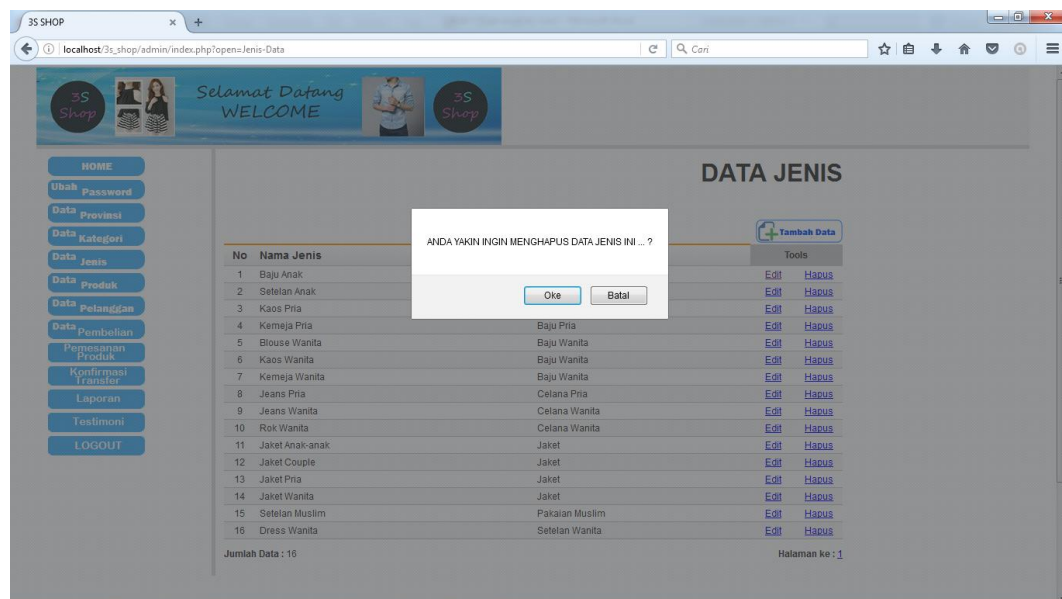 3S SHOP
localhost/3s_shop/admin/index.php?open=Jenis-Data
Cari
3S Shop
Selamat Datang
WELCOME
3S Shop
HOME
Ubah Password
Data Provinsi
Data Kategori
Data Jenis
Data Produk
Data Pelanggan
Data Pembelian
Pemesanan Produk
Konfirmasi Transfer
Laporan
Testimoni
LOGOUT
DATA JENIS
Tambah Data
ANDA YAKIN INGIN MENGHAPUS DATA JENIS INI ... ?
Oke Batal
No Nama Jenis Tools
1 Baju Anak Edit Hapus
2 Setelan Anak Edit Hapus
3 Kaos Pria Edit Hapus
4 Kemeja Pria Baju Pria Edit Hapus
5 Blouse Wanita Baju Wanita Edit Hapus
6 Kaos Wanita Baju Wanita Edit Hapus
7 Kemeja Wanita Baju Wanita Edit Hapus
8 Jeans Pria Celana Pria Edit Hapus
9 Jeans Wanita Celana Wanita Edit Hapus
10 Rok Wanita Celana Wanita Edit Hapus
11 Jaket Anak-anak Jaket Edit Hapus
12 Jaket Couple Jaket Edit Hapus
13 Jaket Pria Jaket Edit Hapus
14 Jaket Wanita Jaket Edit Hapus
15 Setelan Muslim Pakaian Muslim Edit Hapus
16 Dress Wanita Setelan Wanita Edit Hapus
Jumlah Data : 16 Halaman ke : 1